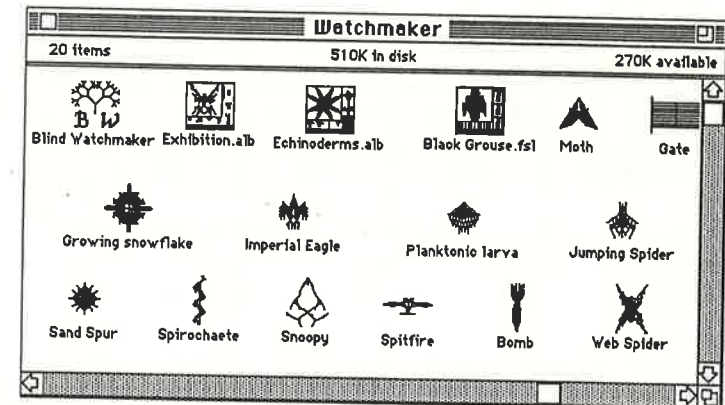 Watchmaker
20 items 510K in disk 270K available
B W
Blind Watchmaker Exhibition.alb Echinoderms.alb Black Grouse.fsl Moth Gate
Growing snowflake Imperial Eagle Planktonic larva Jumping Spider
Sand Spur Spirochaete Snoopy Spitfire Bomb Web Spider